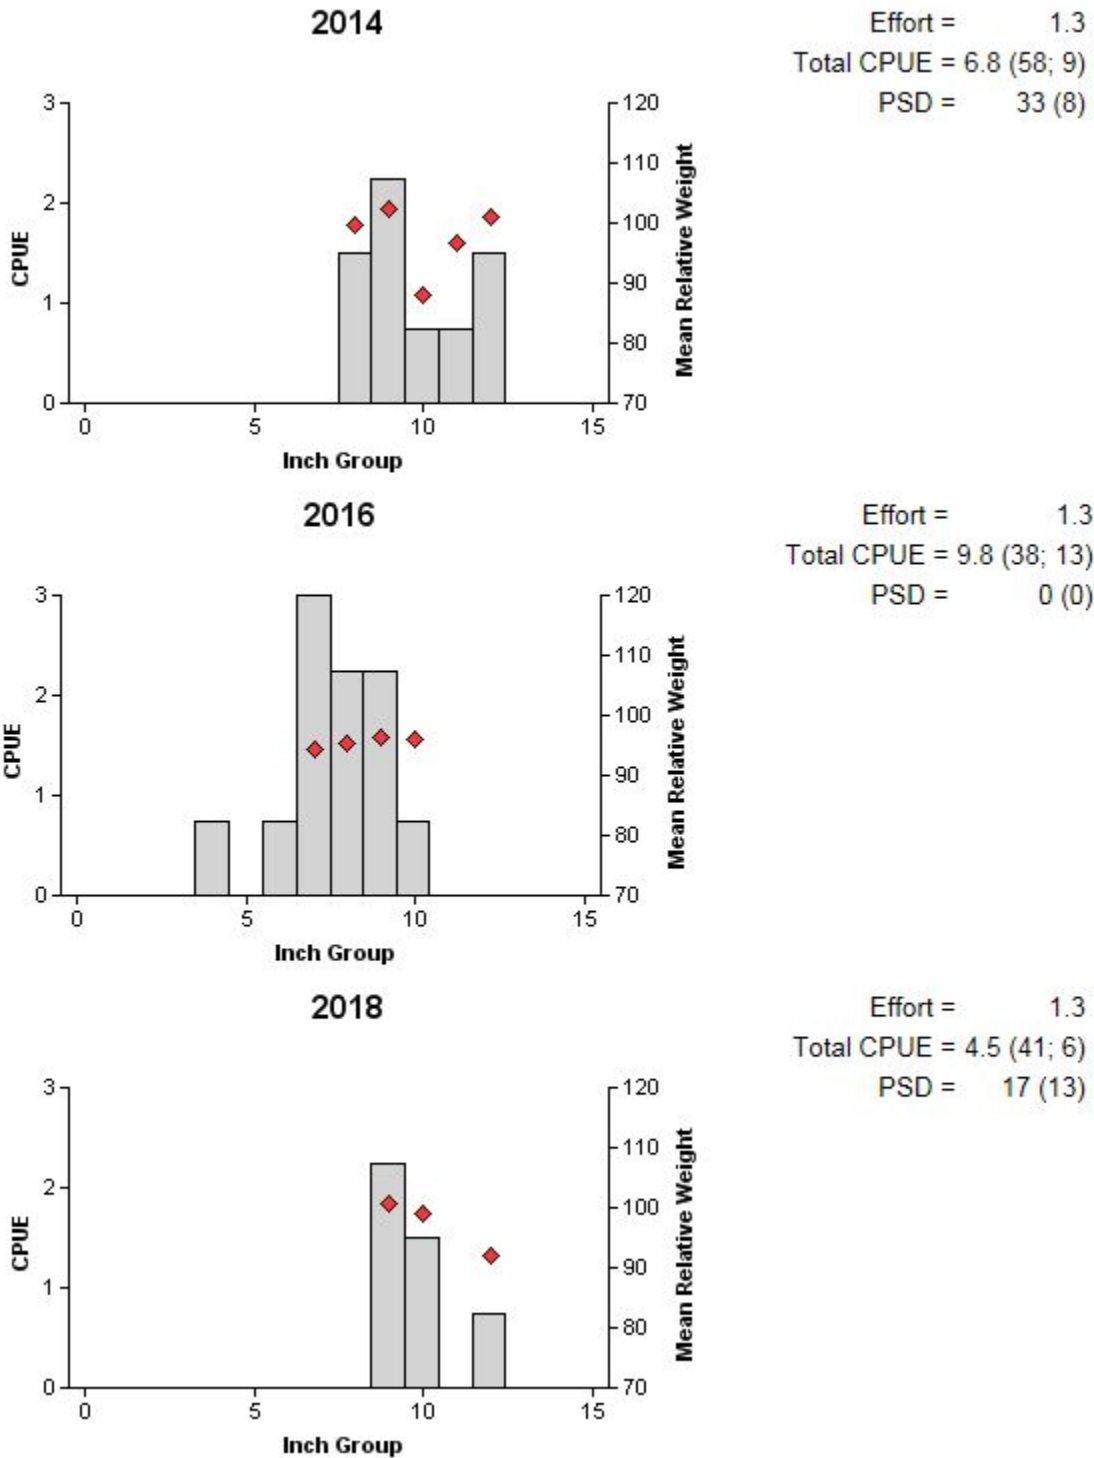 2014
Effort = 1.3
Total CPUE = 6.8 (58; 9)
PSD = 33 (8)
3
2
1
0
CPUE
120
110
100
90
80
70
Mean Relative Weight
0 5 10 15
Inch Group
2016
Effort = 1.3
Total CPUE = 9.8 (38; 13)
PSD = 0 (0)
3
2
1
0
CPUE
120
110
100
90
80
70
Mean Relative Weight
0 5 10 15
Inch Group
2018
Effort = 1.3
Total CPUE = 4.5 (41; 6)
PSD = 17 (13)
3
2
1
0
CPUE
120
110
100
90
80
70
Mean Relative Weight
0 5 10 15
Inch Group